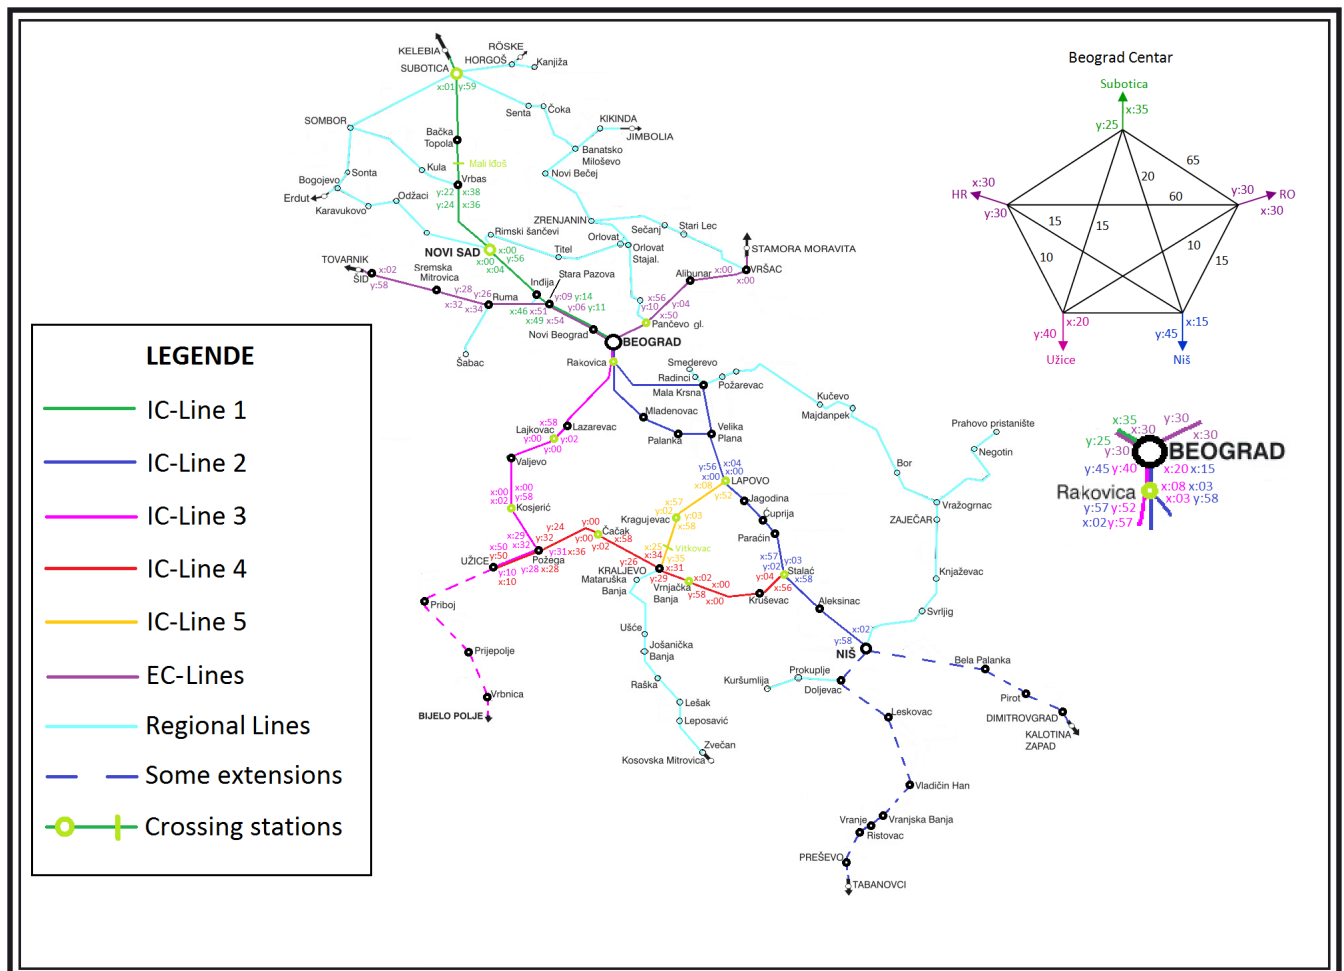 KELEBIA
RÖSKE
HORGOŠ
Kanjiža
SUBOTICA
x:01 y:59
Senta
Čoka
SOMBOR
Bačka
Topola
KIKINDA
JIMBOLIA
Banatsko
Miloševo
Mali Iđoš
Kula
Vrbas
Novi Bečej
Sonta
Bogojevo
Erdut
Karavukovo
Odžaci
y:22 x:38
y:24 x:36
ZRENJANIN
Sečanj
Stari Lec
Rimski šančevi
Orlovat
Orlovat
Stajal.
Titel
NOVI SAD
x:00
y:56
x:00
x:04
STAMORA MORAVITA
VRŠAC
TOVARNIK
ŠID
x:02
y:58
Sremska
Mitrovica
Stara Pazova
Inđija
Alibunar
x:00
x:00
y:28
y:26
x:32
x:34
Ruma
y:09 y:14
y:06 y:11
x:46
x:51
x:49
x:54
x:56
y:10
y:04
x:50
Pančevo gl.
Novi Beograd
BEOGRAD
Šabac
Rakovica
Smederevo
Radinci
Mala Krsna
Požarevac
Kučevo
Majdanpek
Mladenovac
Palanka
Velika
Plana
Prahovo pristanište
Negotin
Bor
Vražogrnac
ZAJEČAR
Knjaževac
Svrljig
x:58
Lajkovac
Lazarevac
y:00
y:02
y:00
Valjevo
x:00
x:00
y:58
x:02
Kosjerić
y:56
x:04
x:00
x:00
x:08
y:52
LAPOVO
Jagodina
Ćuprija
Paraćin
x:57
y:02
y:03
x:58
Kragujevac
x:25
Vitkovac
y:35
x:29
x:32
y:24
y:32
y:00
Čačak
y:00
x:58
y:02
x:50
y:50
UŽICE
Požega
y:31
x:36
y:10
y:28
x:28
x:10
x:34
y:26
KRALJEVO
x:31
y:29
Mataruška
Banja
Vrnjačka
Banja
x:02
y:58
x:00
x:00
Kruševac
y:04
x:56
x:57
y:03
y:02
Stalać
x:58
Aleksinac
x:02
y:58
NIŠ
Ušće
Jošanička
Banja
Raška
Lešak
Leposavić
Zvečan
Kosovska Mitrovica
Priboj
Prijepolje
Vrbnica
BIJELO POLJE
Kuršumlija
Prokuplje
Doljevac
Leskovac
Bela Palanka
Pirot
DIMITROVGRAD
KALOTINA
ZAPAD
Vladičin Han
Vranjska Banja
Vranje
Ristovac
PREŠEVO
TABANOVCI
LEGENDE
IC-Line 1
IC-Line 2
IC-Line 3
IC-Line 4
IC-Line 5
EC-Lines
Regional Lines
Some extensions
Crossing stations
Beograd Centar
Subotica
x:35
y:25
65
20
60
x:30
HR
y:30
y:30
RO
x:30
15
15
10
10
15
y:40
x:20
Užice
y:45
x:15
Niš
x:35
y:25
x:30
y:30
y:30
x:30
BEOGRAD
y:45 y:40
x:20 x:15
Rakovica
x:08 x:03
x:03 y:58
y:57 y:52
x:02 y:57